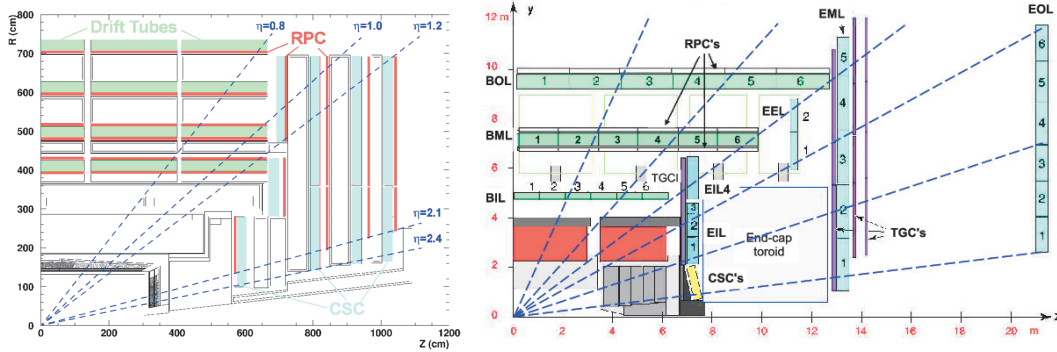 R (cm)
800
700
600
500
400
300
200
100
0
Drift Tubes
RPC
η=0.8
η=1.0
η=1.2
η=2.1
η=2.4
CSC
0
200
400
600
800
1000
1200
Z (cm)
12 m
y
10
8
6
4
2
0
RPC's
BOL
1 2 3 4 5 6
BML
1 2 3 4 5 6
BIL
1 2 3 4 5 6
TGCI
EEL
2
1
EIL4
EIL
3
2
1
CSC's
End-cap
toroid
EML
5
4
3
2
1
TGC's
EOL
6
5
4
3
2
1
0 2 4 6 8 10 12 14 16 18 20
m
z